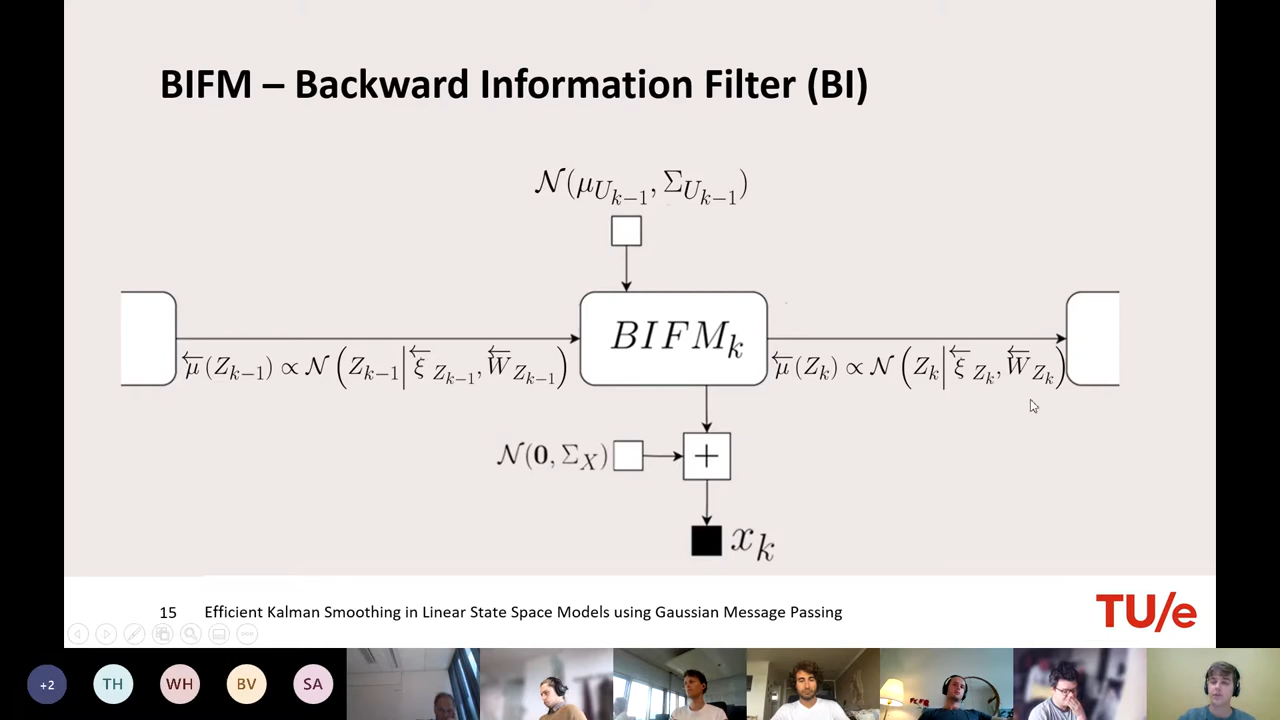 BIFM – Backward Information Filter (BI)
𝒩(μ_{U_{k−1}}, Σ_{U_{k−1}})
BIFM_k
μ⃖(Z_{k−1}) ∝ 𝒩(Z_{k−1}| ξ⃖_{Z_{k−1}}, W⃖_{Z_{k−1}})
μ⃖(Z_k) ∝ 𝒩(Z_k| ξ⃖_{Z_k}, W⃖_{Z_k})
𝒩(𝟎, Σ_X)
+
x_k
15 Efficient Kalman Smoothing in Linear State Space Models using Gaussian Message Passing
TU/e
+2 TH WH BV SA